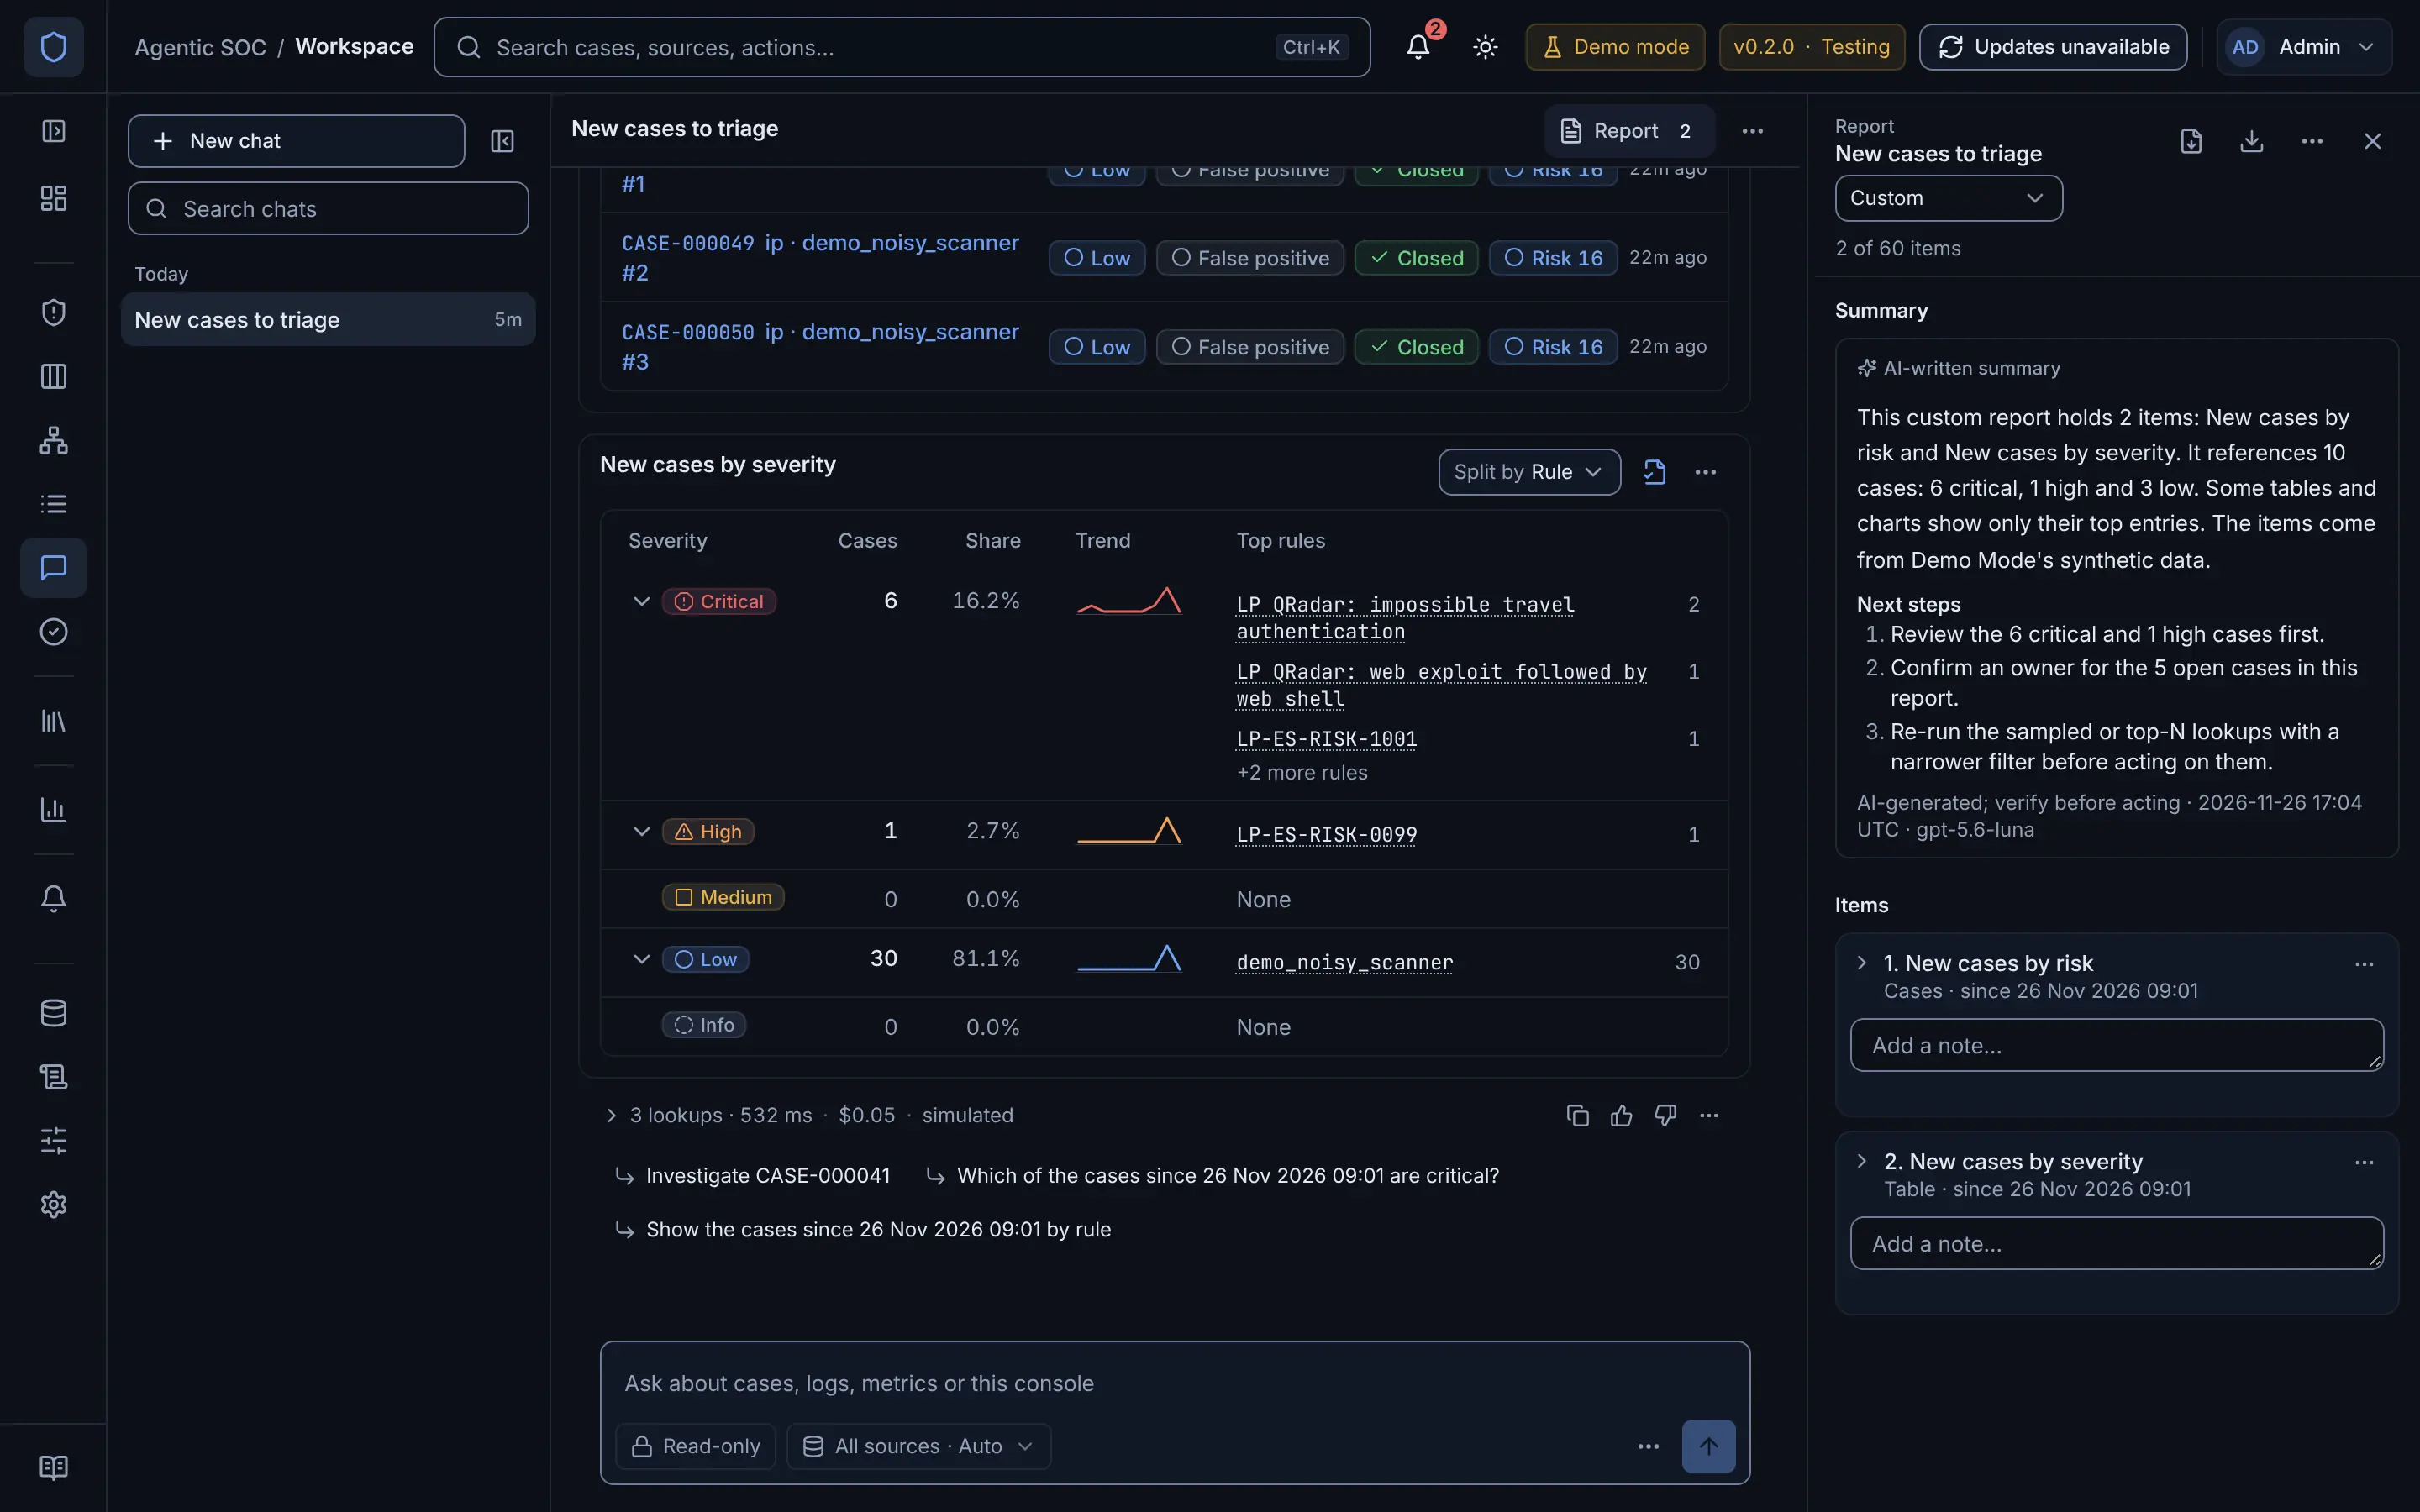 Agentic SOC / Workspace
Search cases, sources, actions...
Ctrl+K
2
Demo mode
v0.2.0 · Testing
Updates unavailable
AD
Admin
New chat
Search chats
Today
New cases to triage
5m
New cases to triage
Report 2
#1
Low
False positive
Closed
Risk 16
22m ago
CASE-000049 ip · demo_noisy_scanner
#2
Low
False positive
Closed
Risk 16
22m ago
CASE-000050 ip · demo_noisy_scanner
#3
Low
False positive
Closed
Risk 16
22m ago
New cases by severity
Split by Rule
Severity
Cases
Share
Trend
Top rules
Critical
6
16.2%
LP QRadar: impossible travel
authentication
2
LP QRadar: web exploit followed by
web shell
1
LP-ES-RISK-1001
1
+2 more rules
High
1
2.7%
LP-ES-RISK-0099
1
Medium
0
0.0%
None
Low
30
81.1%
demo_noisy_scanner
30
Info
0
0.0%
None
3 lookups · 532 ms · $0.05 · simulated
Investigate CASE-000041
Which of the cases since 26 Nov 2026 09:01 are critical?
Show the cases since 26 Nov 2026 09:01 by rule
Ask about cases, logs, metrics or this console
Read-only
All sources · Auto
Report
New cases to triage
Custom
2 of 60 items
Summary
AI-written summary
This custom report holds 2 items: New cases by
risk and New cases by severity. It references 10
cases: 6 critical, 1 high and 3 low. Some tables and
charts show only their top entries. The items come
from Demo Mode's synthetic data.
Next steps
1. Review the 6 critical and 1 high cases first.
2. Confirm an owner for the 5 open cases in this
report.
3. Re-run the sampled or top-N lookups with a
narrower filter before acting on them.
AI-generated; verify before acting · 2026-11-26 17:04
UTC · gpt-5.6-luna
Items
1. New cases by risk
Cases · since 26 Nov 2026 09:01
Add a note...
2. New cases by severity
Table · since 26 Nov 2026 09:01
Add a note...